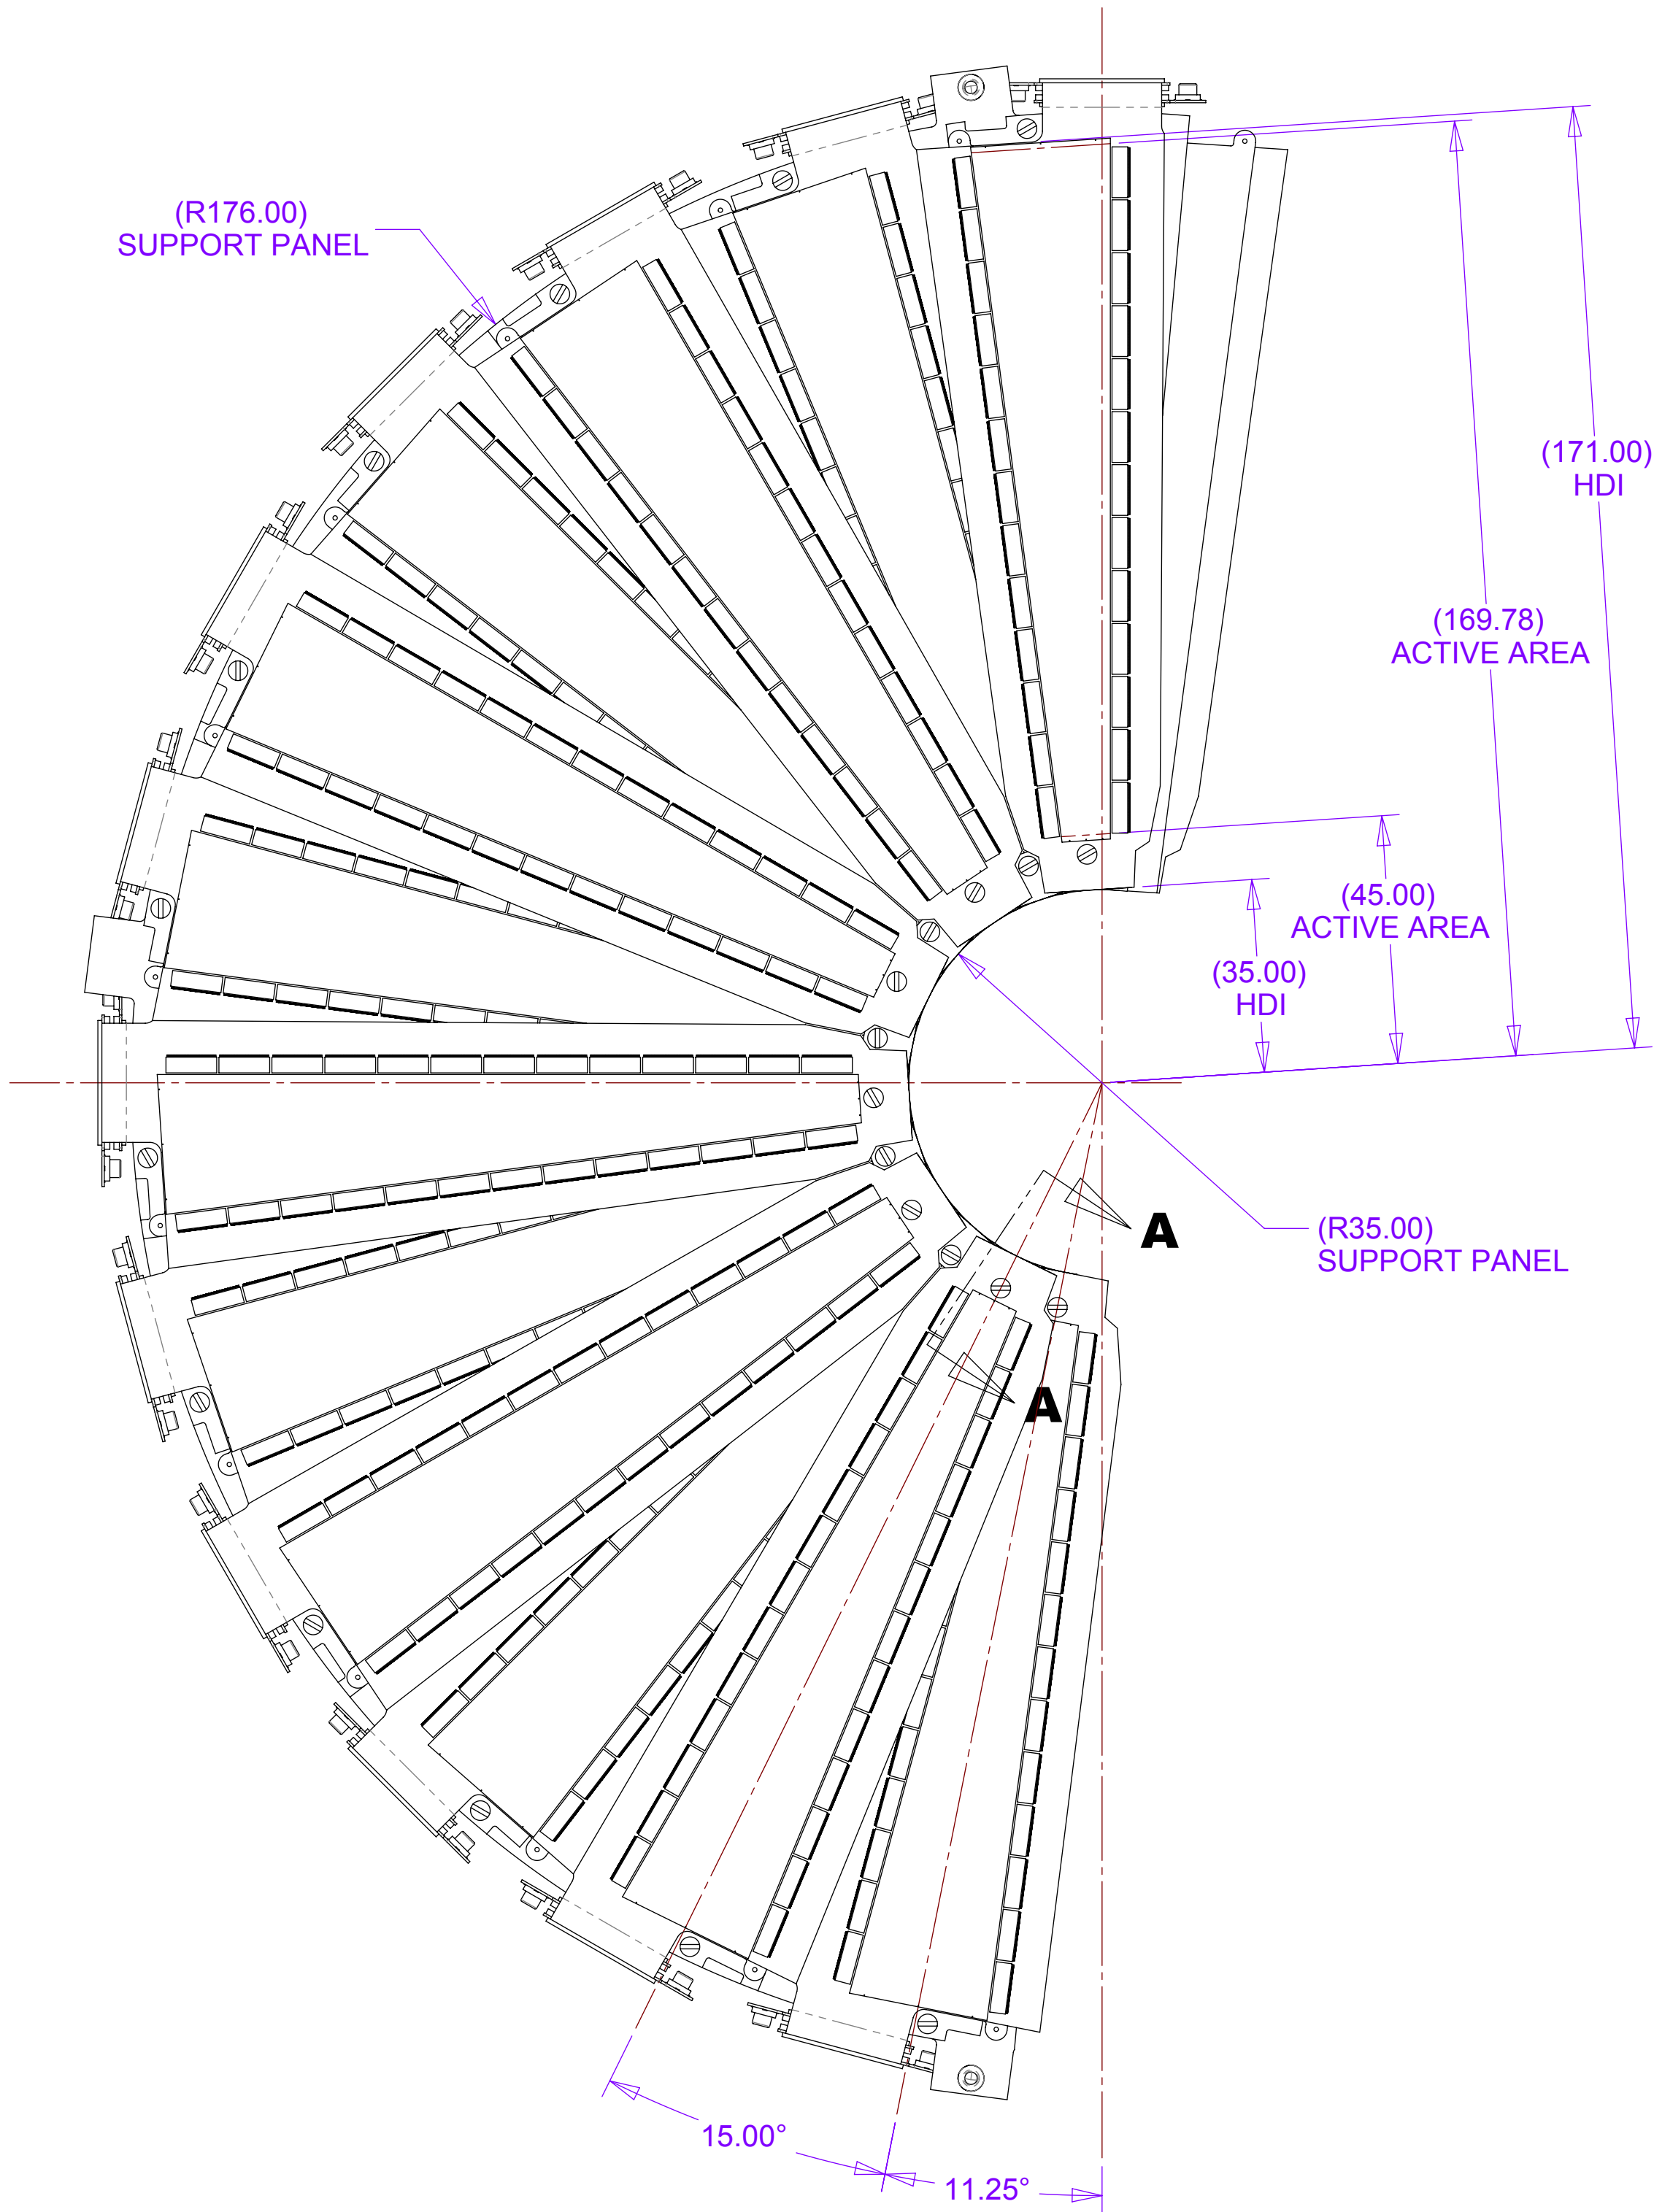 (R176.00)
SUPPORT PANEL
(171.00)
HDI
(169.78)
ACTIVE AREA
(45.00)
ACTIVE AREA
(35.00)
HDI
A
(R35.00)
SUPPORT PANEL
A
15.00°
11.25°